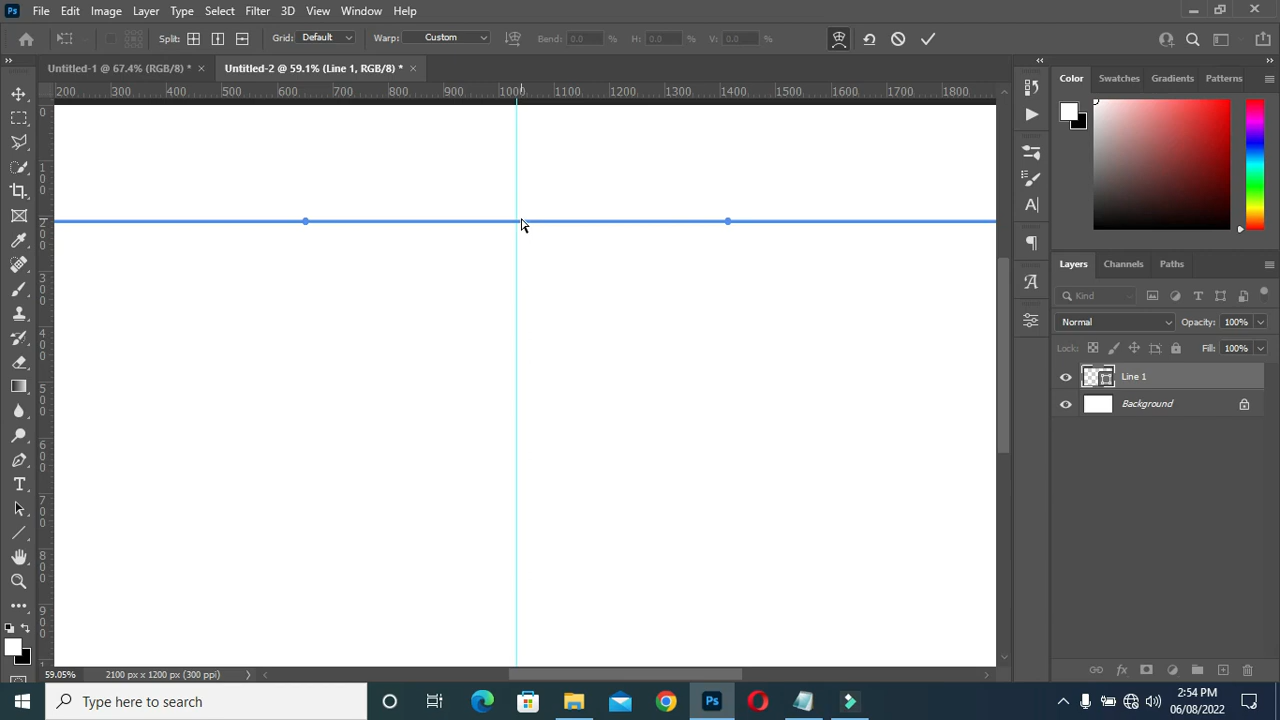 Ps File Edit Image Layer Type Select Filter 3D View Window Help
Split: Grid: Default Warp: Custom Bend: 0.0 % H: 0.0 % V: 0.0 %
Untitled-1 @ 67.4% (RGB/8) * × Untitled-2 @ 59.1% (Line 1, RGB/8) * ×
200 300 400 500 600 700 800 900 1000 1100 1200 1300 1400 1500 1600 1700 1800
0
100
200
300
400
500
600
700
800
900
1
Color Swatches Gradients Patterns
Layers Channels Paths
Kind
Normal Opacity: 100%
Lock: Fill: 100%
Line 1
Background
59.05% 2100 px x 1200 px (300 ppi)
Type here to search
Ps
2:54 PM
06/08/2022